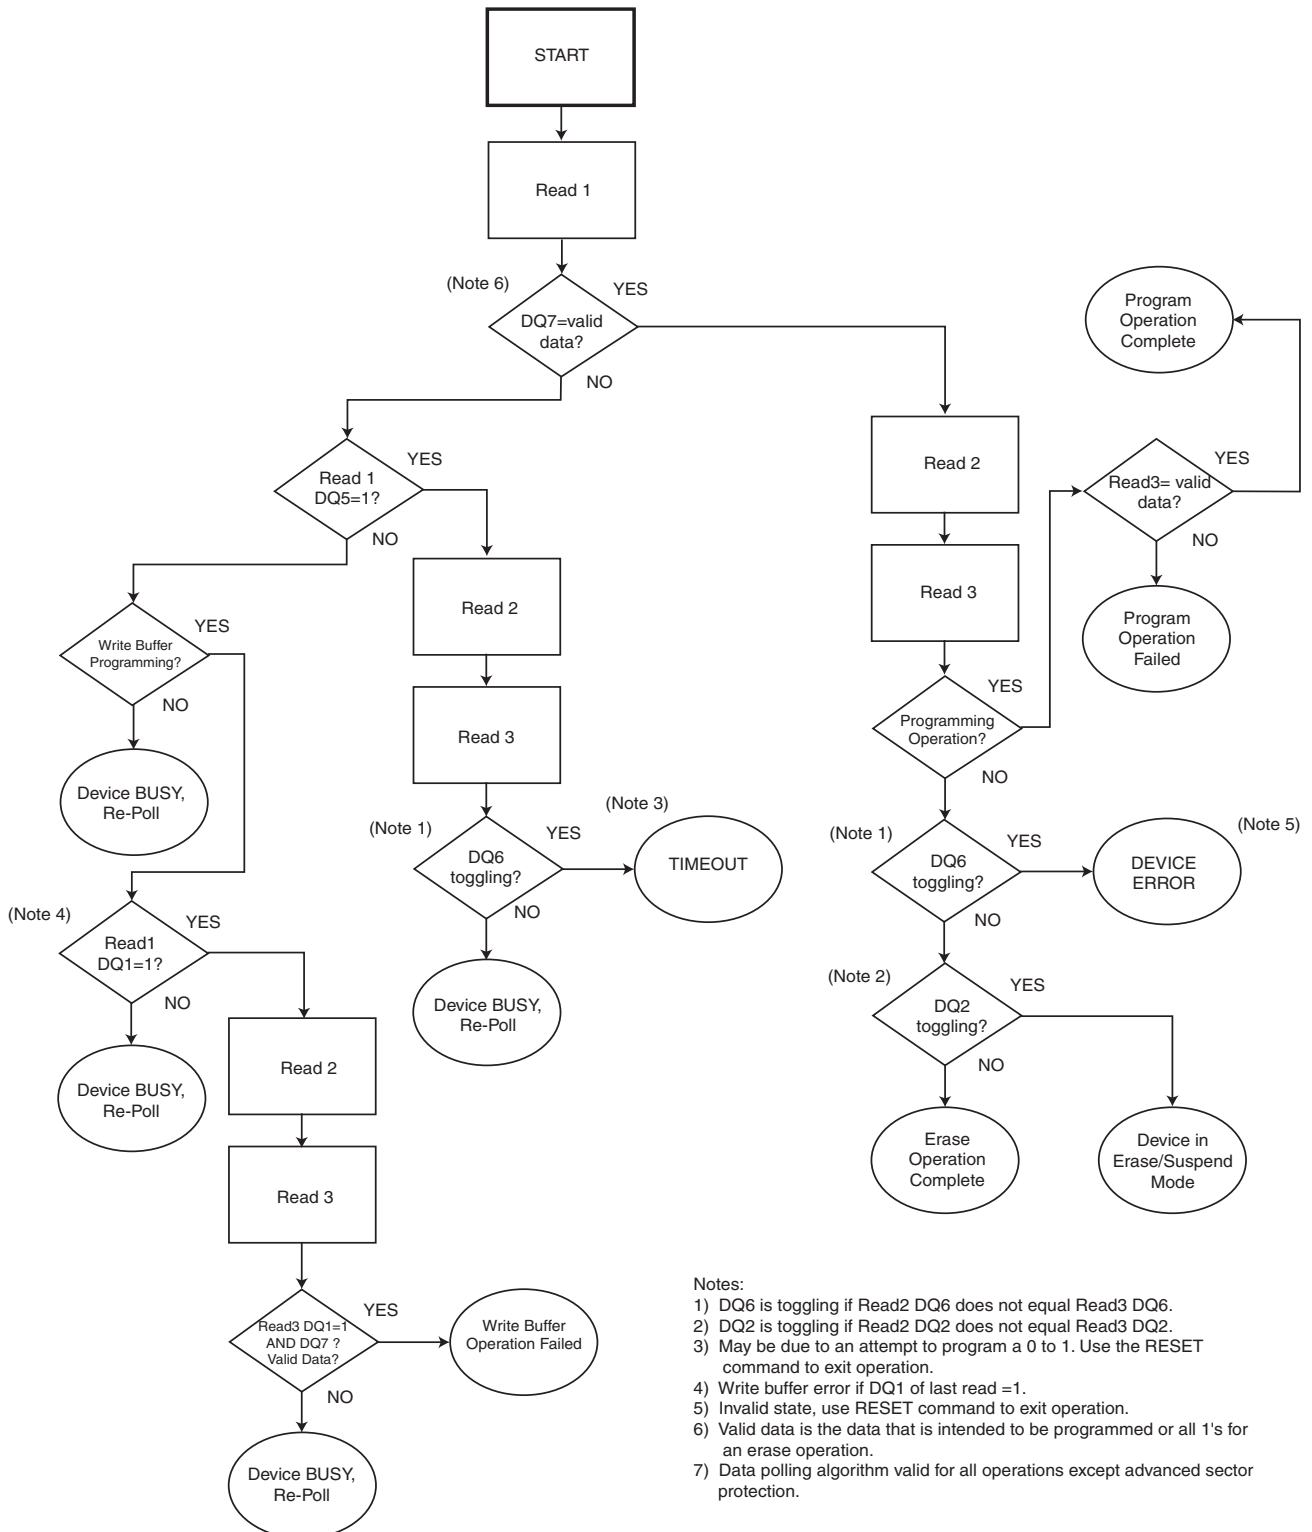 START
Read 1
(Note 6)
YES
DQ7=valid
data?
NO
Program
Operation
Complete
Read 1
DQ5=1?
YES
NO
Read 2
Read3= valid
data?
YES
NO
Read 2
Read 3
Program
Operation
Failed
Write Buffer
Programming?
YES
NO
Read 3
Programming
Operation?
YES
NO
Device BUSY,
Re-Poll
(Note 1)
DQ6
toggling?
YES
NO
(Note 3)
TIMEOUT
(Note 1)
DQ6
toggling?
YES
NO
DEVICE
ERROR
(Note 5)
(Note 4)
Read1
DQ1=1?
YES
NO
Device BUSY,
Re-Poll
(Note 2)
DQ2
toggling?
YES
NO
Device BUSY,
Re-Poll
Read 2
Erase
Operation
Complete
Device in
Erase/Suspend
Mode
Read 3
Read3 DQ1=1
AND DQ7 ?
Valid Data?
YES
NO
Write Buffer
Operation Failed
Device BUSY,
Re-Poll
Notes:
1) DQ6 is toggling if Read2 DQ6 does not equal Read3 DQ6.
2) DQ2 is toggling if Read2 DQ2 does not equal Read3 DQ2.
3) May be due to an attempt to program a 0 to 1. Use the RESET
command to exit operation.
4) Write buffer error if DQ1 of last read =1.
5) Invalid state, use RESET command to exit operation.
6) Valid data is the data that is intended to be programmed or all 1's for
an erase operation.
7) Data polling algorithm valid for all operations except advanced sector
protection.